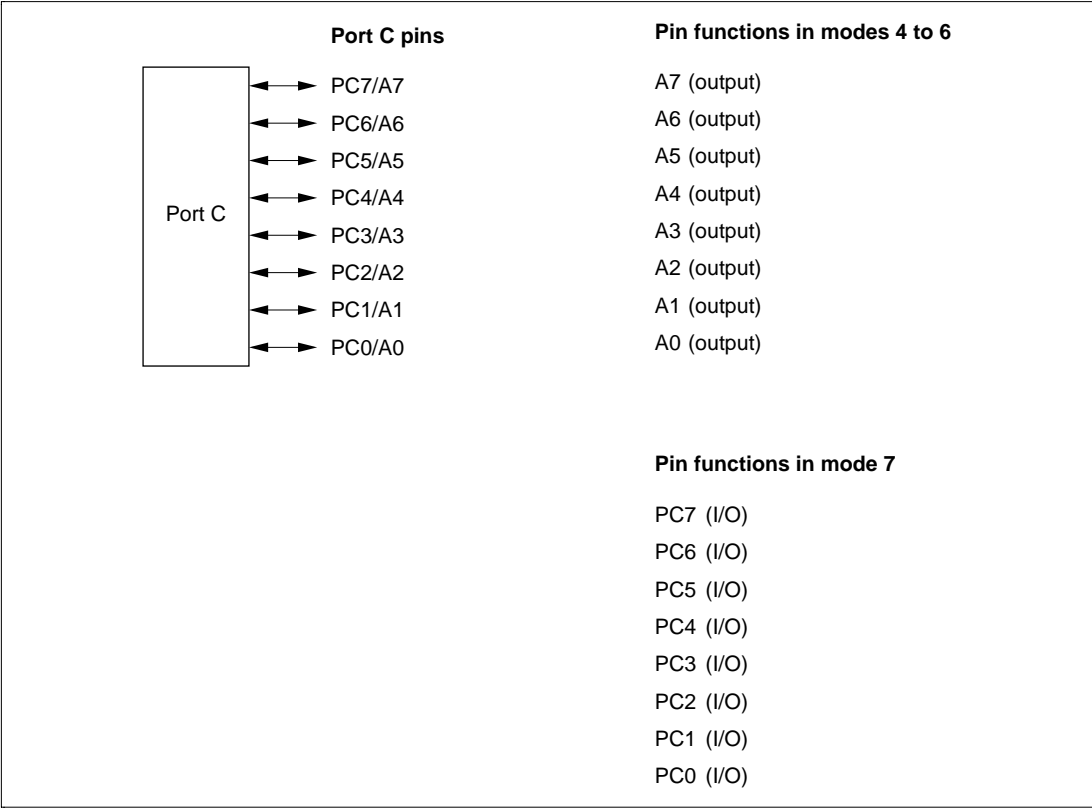 Port C pins
Pin functions in modes 4 to 6
Port C
PC7/A7
A7 (output)
PC6/A6
A6 (output)
PC5/A5
A5 (output)
PC4/A4
A4 (output)
PC3/A3
A3 (output)
PC2/A2
A2 (output)
PC1/A1
A1 (output)
PC0/A0
A0 (output)
Pin functions in mode 7
PC7 (I/O)
PC6 (I/O)
PC5 (I/O)
PC4 (I/O)
PC3 (I/O)
PC2 (I/O)
PC1 (I/O)
PC0 (I/O)